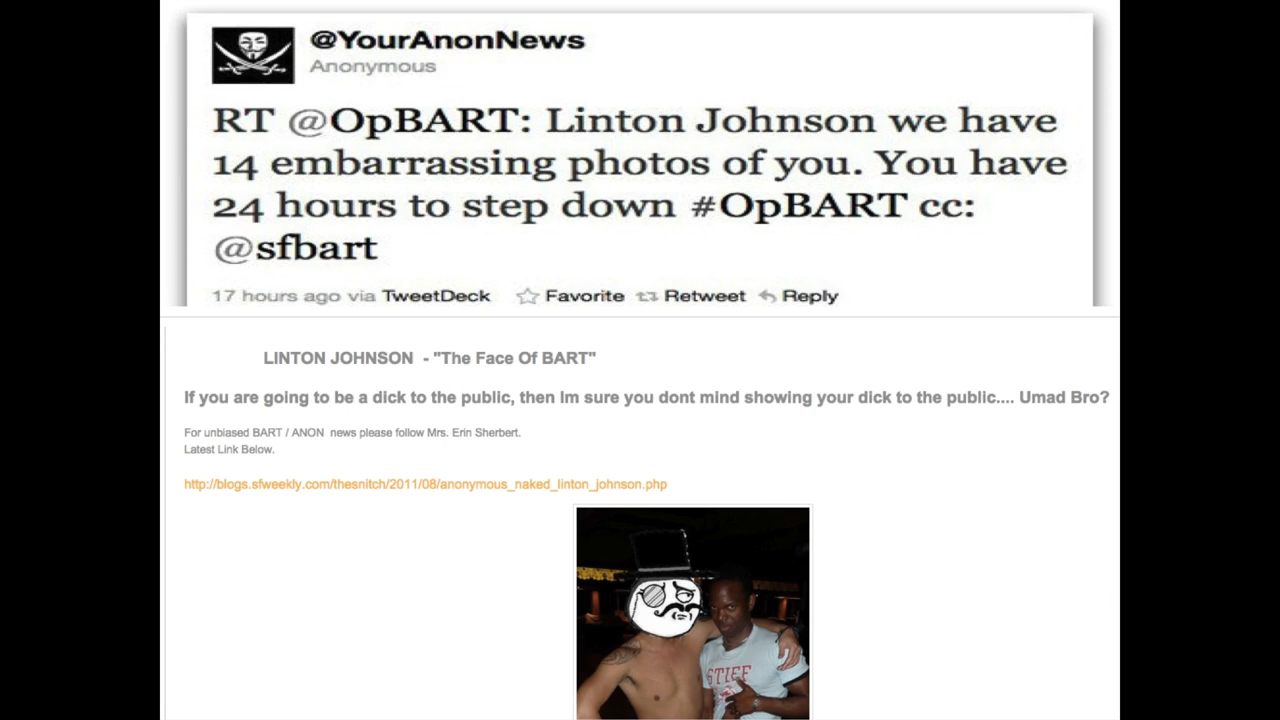 @YourAnonNews
Anonymous
RT @OpBART: Linton Johnson we have
14 embarrassing photos of you. You have
24 hours to step down #OpBART cc:
@sfbart
17 hours ago via TweetDeck Favorite Retweet Reply
LINTON JOHNSON - "The Face Of BART"
If you are going to be a dick to the public, then Im sure you dont mind showing your dick to the public.... Umad Bro?
For unbiased BART / ANON news please follow Mrs. Erin Sherbert.
Latest Link Below.
http://blogs.sfweekly.com/thesnitch/2011/08/anonymous_naked_linton_johnson.php
STIFF